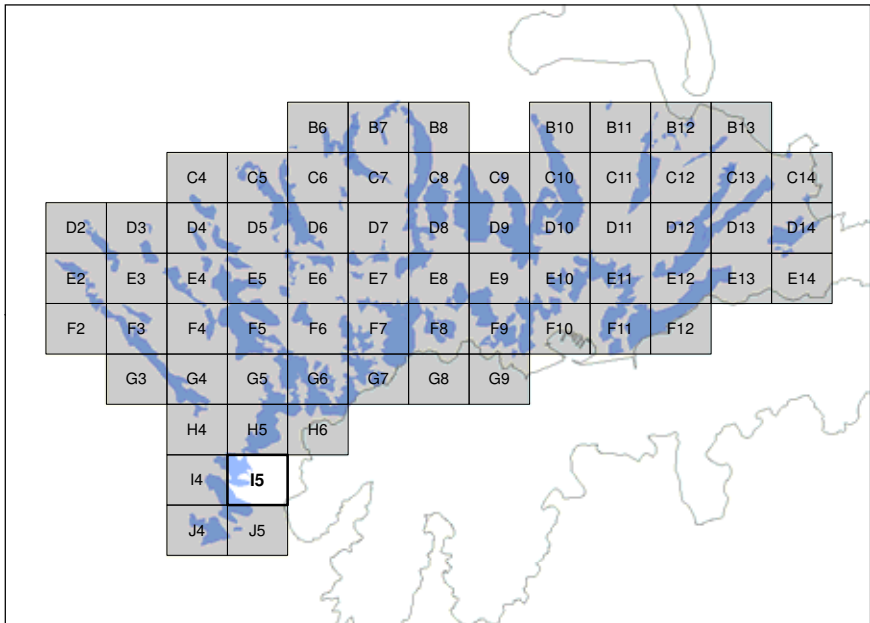 B6 B7 B8 B10 B11 B12 B13
C4 C5 C6 C7 C8 C9 C10 C11 C12 C13 C14
D2 D3 D4 D5 D6 D7 D8 D9 D10 D11 D12 D13 D14
E2 E3 E4 E5 E6 E7 E8 E9 E10 E11 E12 E13 E14
F2 F3 F4 F5 F6 F7 F8 F9 F10 F11 F12
G3 G4 G5 G6 G7 G8 G9
H4 H5 H6
I4 I5
J4 J5